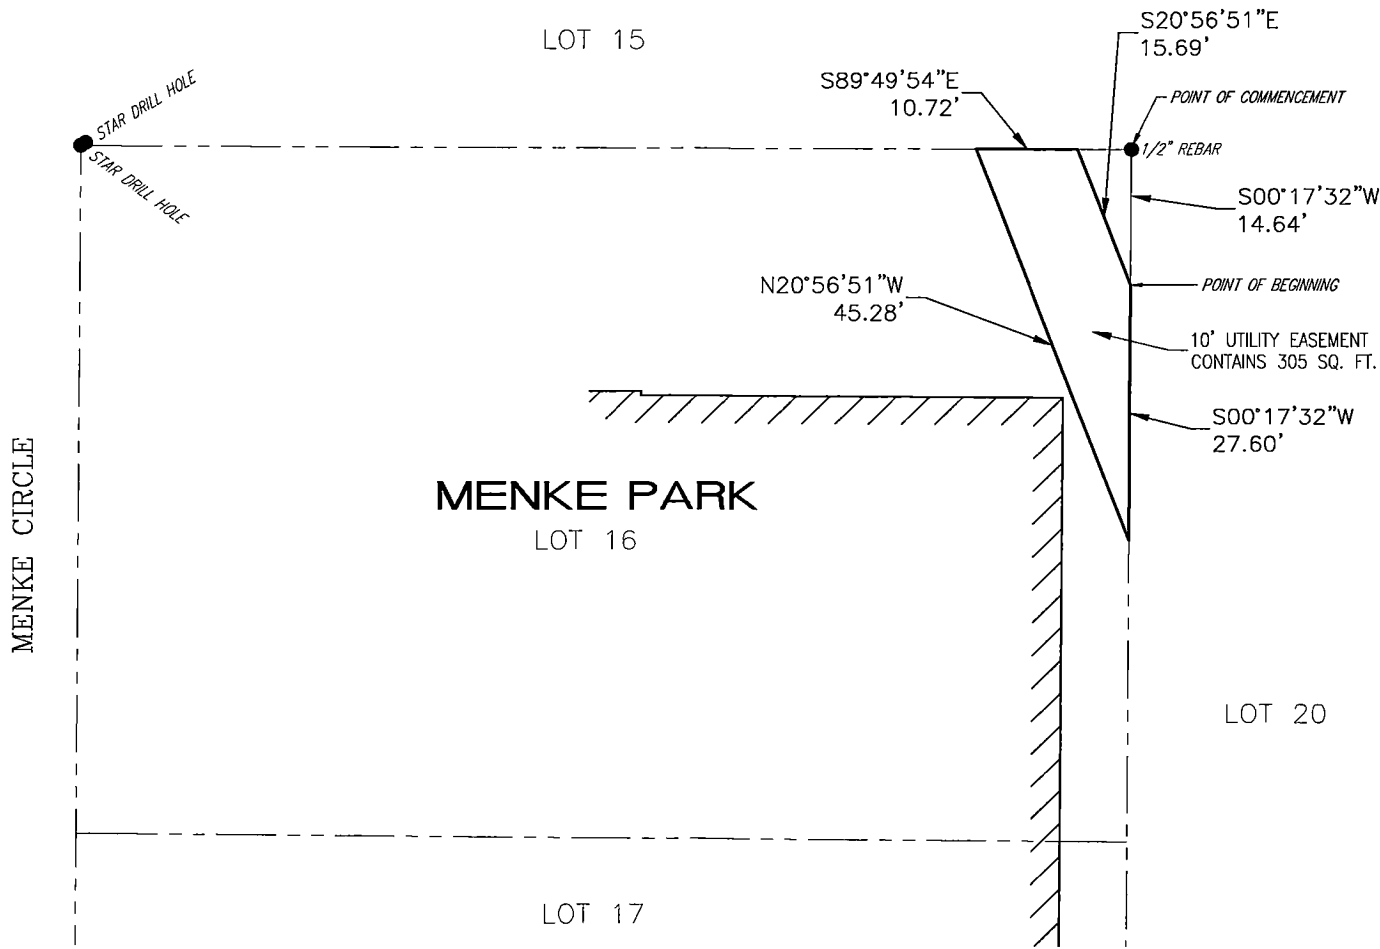 LOT 15
S20°56'51"E
15.69'
S89°49'54"E
10.72'
POINT OF COMMENCEMENT
STAR DRILL HOLE
STAR DRILL HOLE
1/2" REBAR
S00°17'32"W
14.64'
N20°56'51"W
45.28'
POINT OF BEGINNING
10' UTILITY EASEMENT
CONTAINS 305 SQ. FT.
S00°17'32"W
27.60'
MENKE CIRCLE
MENKE PARK
LOT 16
LOT 20
LOT 17